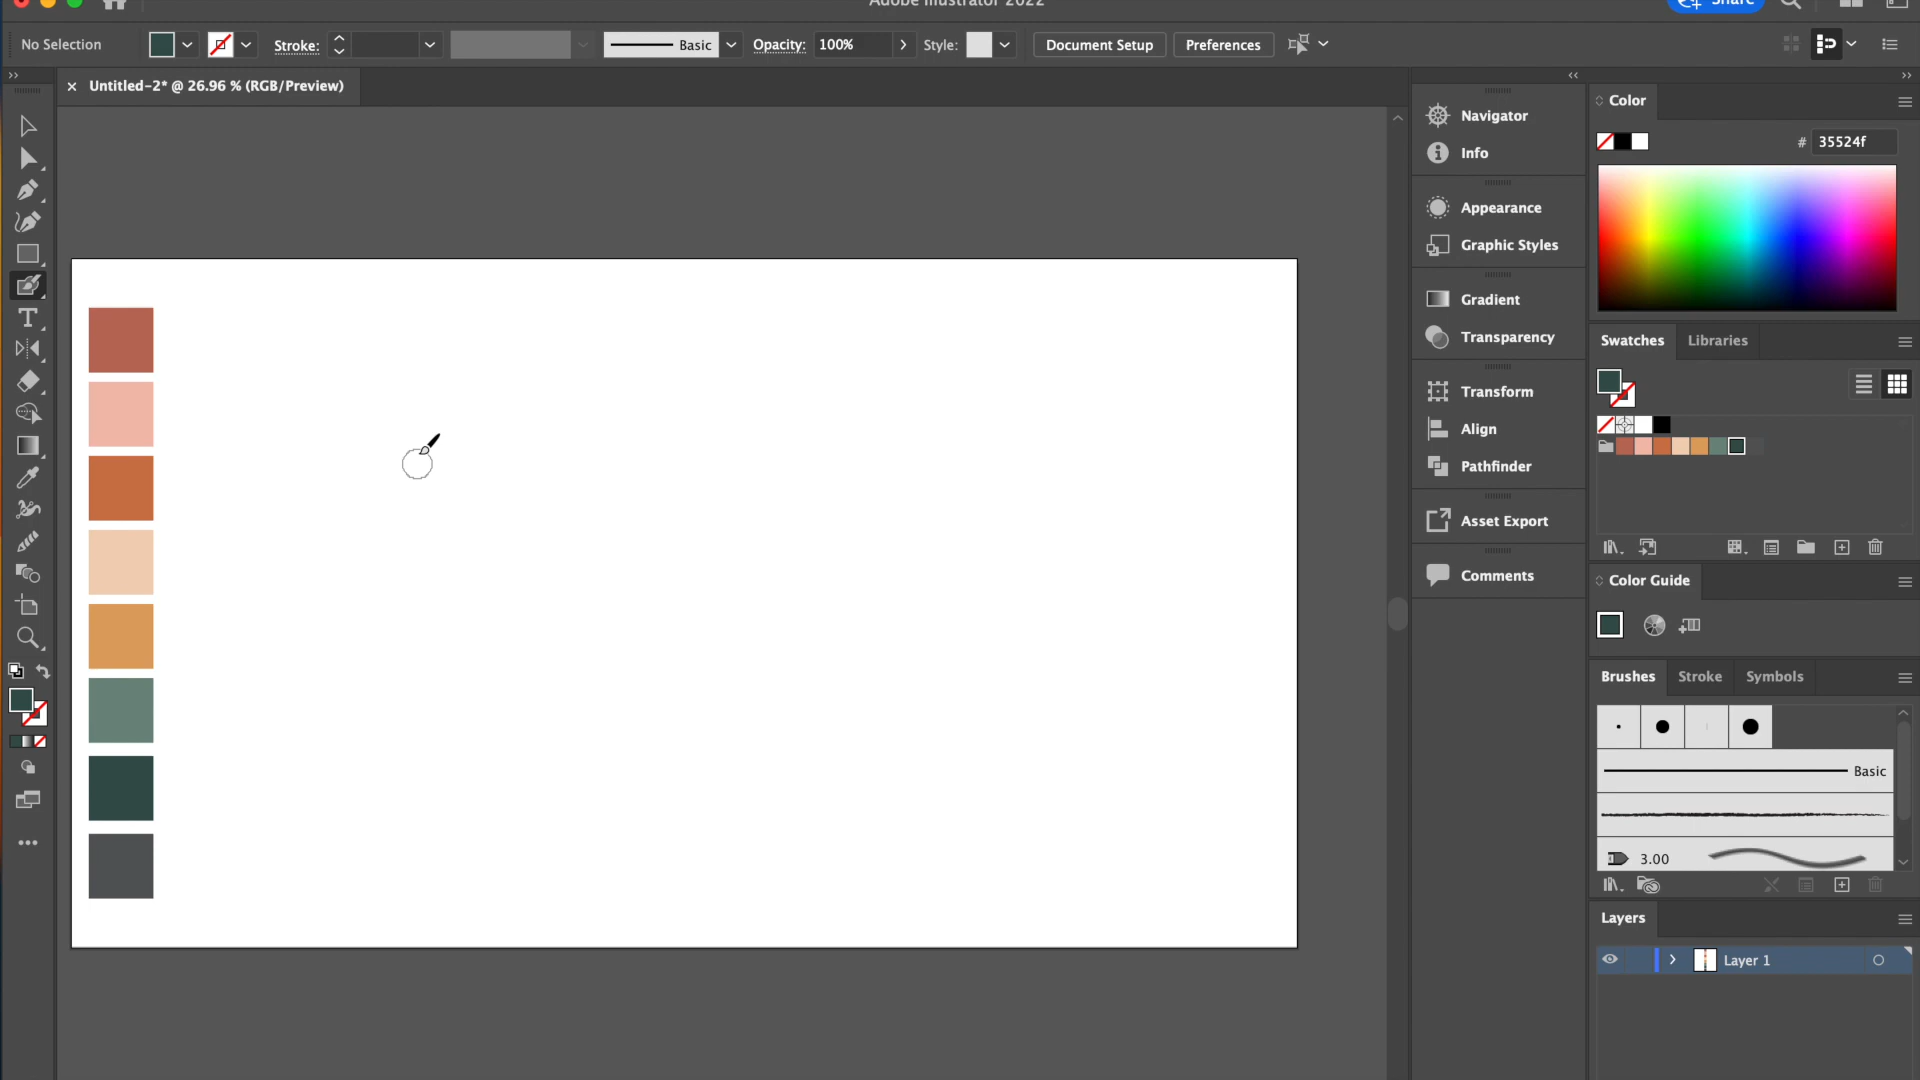 Adobe Illustrator 2022
Share
No Selection
Stroke:
Basic
Opacity:
100%
Style:
Document Setup
Preferences
× Untitled-2* @ 26.96 % (RGB/Preview)
Navigator
Info
Appearance
Graphic Styles
Gradient
Transparency
Transform
Align
Pathfinder
Asset Export
Comments
Color
# 35524f
Swatches
Libraries
Color Guide
Brushes
Stroke
Symbols
Basic
3.00
Layers
Layer 1